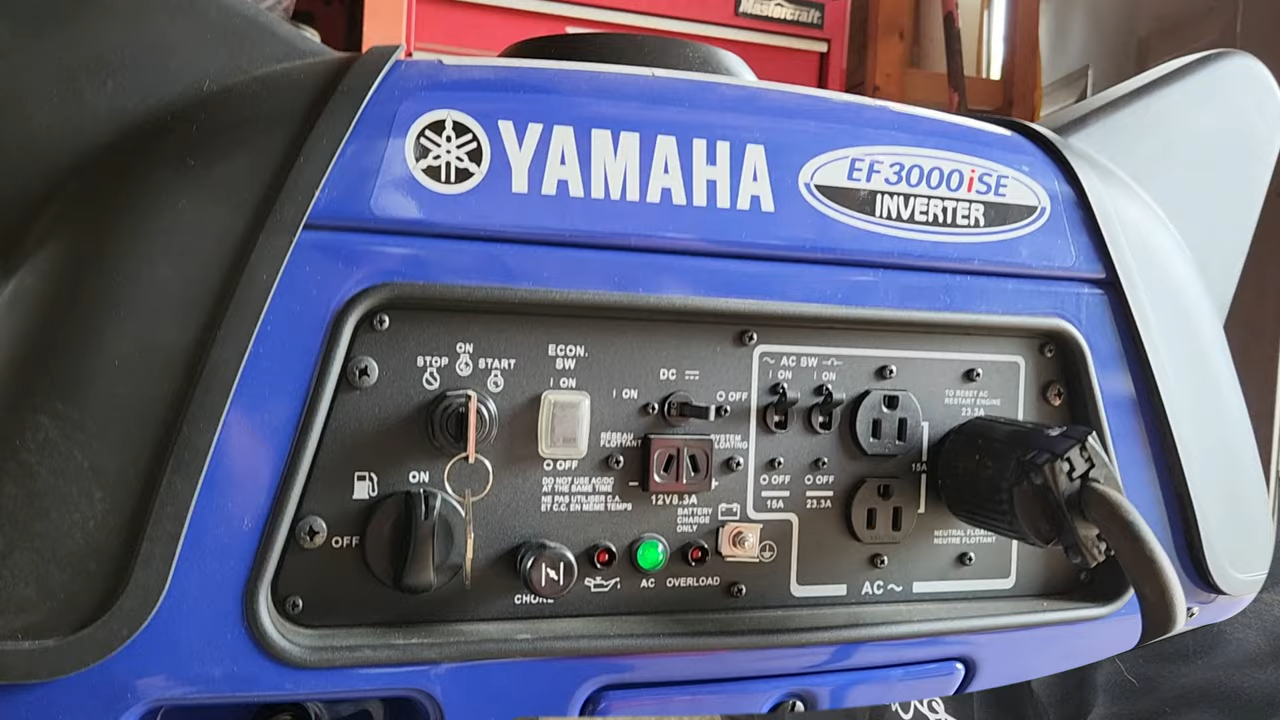 Mastercraft
YAMAHA
EF3000iSE
INVERTER
STOP
ON
START
ECON.
SW
I ON
O OFF
DO NOT USE AC/DC
AT THE SAME TIME
NE PAS UTILISER C.A.
ET C.C. EN MÊME TEMPS
DC
I ON
O OFF
RÉSEAU
FLOTTANT
SYSTEM
FLOATING
12V8.3A
BATTERY
CHARGE
ONLY
AC SW
I ON
I ON
O OFF
O OFF
15A
23.3A
15A
TO RESET AC
RESTART ENGINE
23.3A
NEUTRAL
NEUTRE FLOTTANT
AC
ON
OFF
CHOKE
AC
OVERLOAD